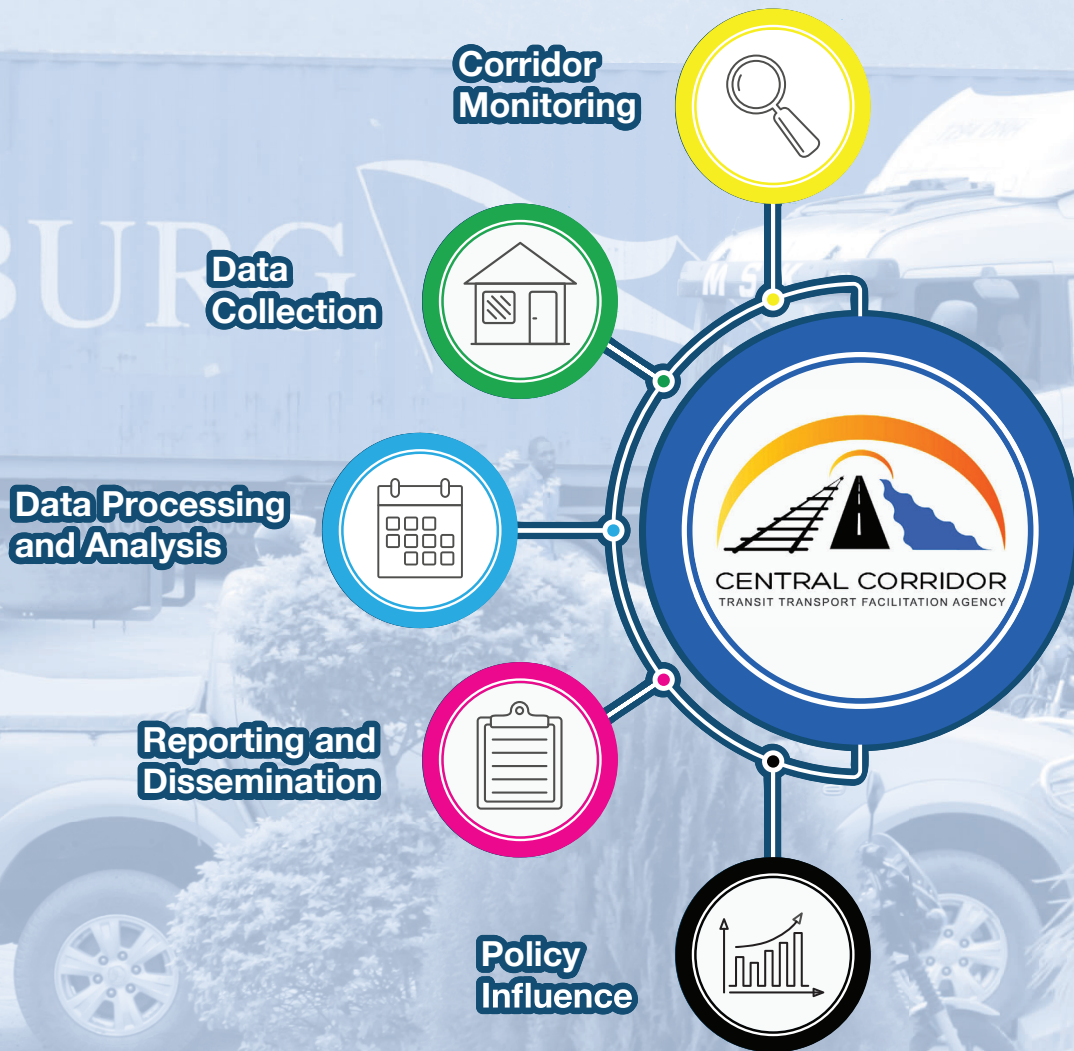 Corridor
Monitoring
BURG
Data
Collection
Data Processing
and Analysis
CENTRAL CORRIDOR
TRANSIT TRANSPORT FACILITATION AGENCY
Reporting and
Dissemination
Policy
Influence